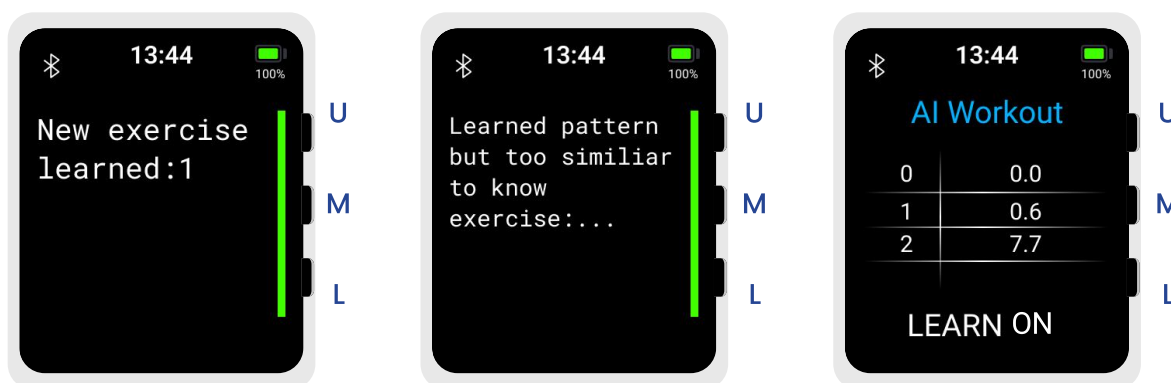 13:44
100%
New exercise
learned:1
U
M
L
13:44
100%
Learned pattern
but too similiar
to know
exercise:...
U
M
L
13:44
100%
AI Workout
0 0.0
1 0.6
2 7.7
LEARN ON
U
M
L